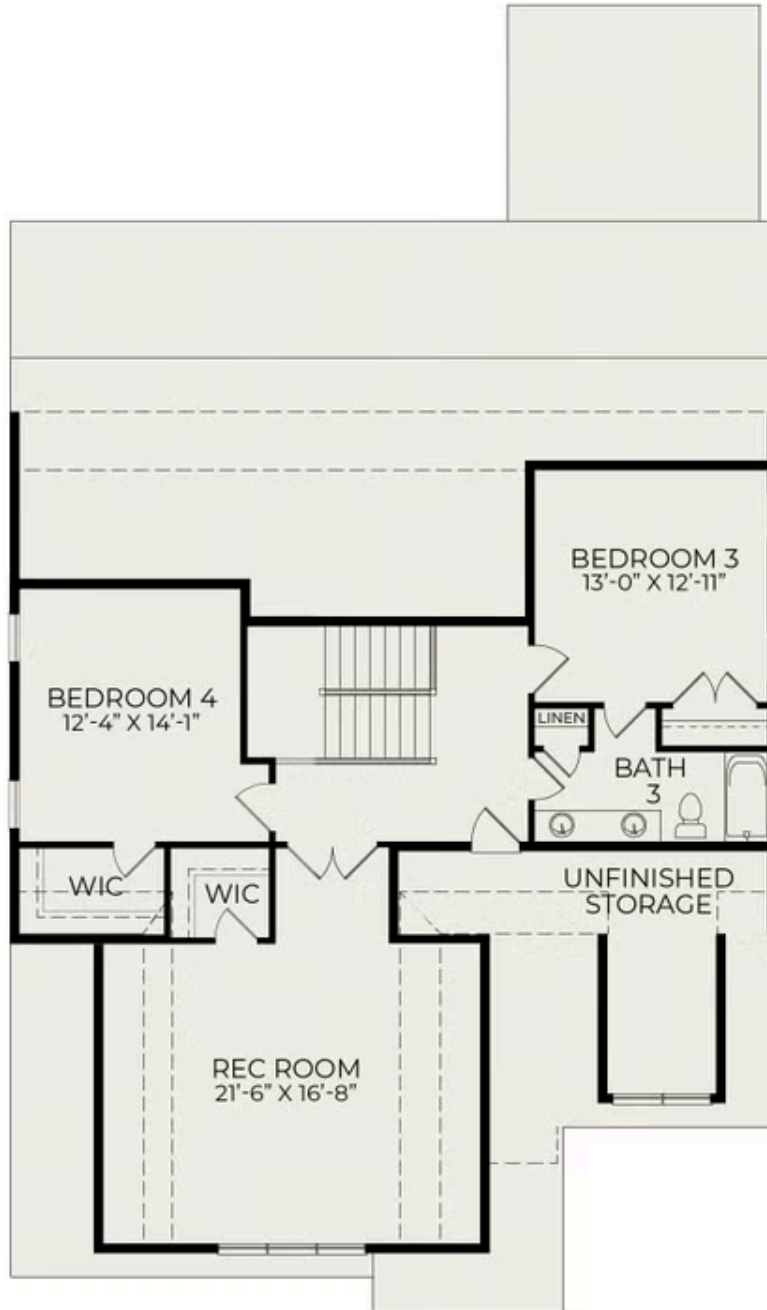 BEDROOM 3
13’-0” X 12’-11”
BEDROOM 4
12’-4” X 14’-1”
LINEN
BATH
3
WIC
WIC
UNFINISHED
STORAGE
REC ROOM
21’-6” X 16’-8”